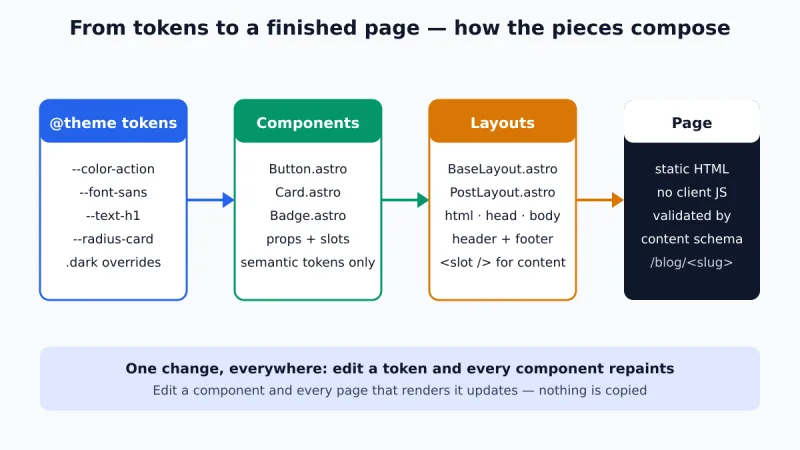 From tokens to a finished page — how the pieces compose
@theme tokens
--color-action
--font-sans
--text-h1
--radius-card
.dark overrides
Components
Button.astro
Card.astro
Badge.astro
props + slots
semantic tokens only
Layouts
BaseLayout.astro
PostLayout.astro
html · head · body
header + footer
<slot /> for content
Page
static HTML
no client JS
validated by
content schema
/blog/<slug>
One change, everywhere: edit a token and every component repaints
Edit a component and every page that renders it updates — nothing is copied